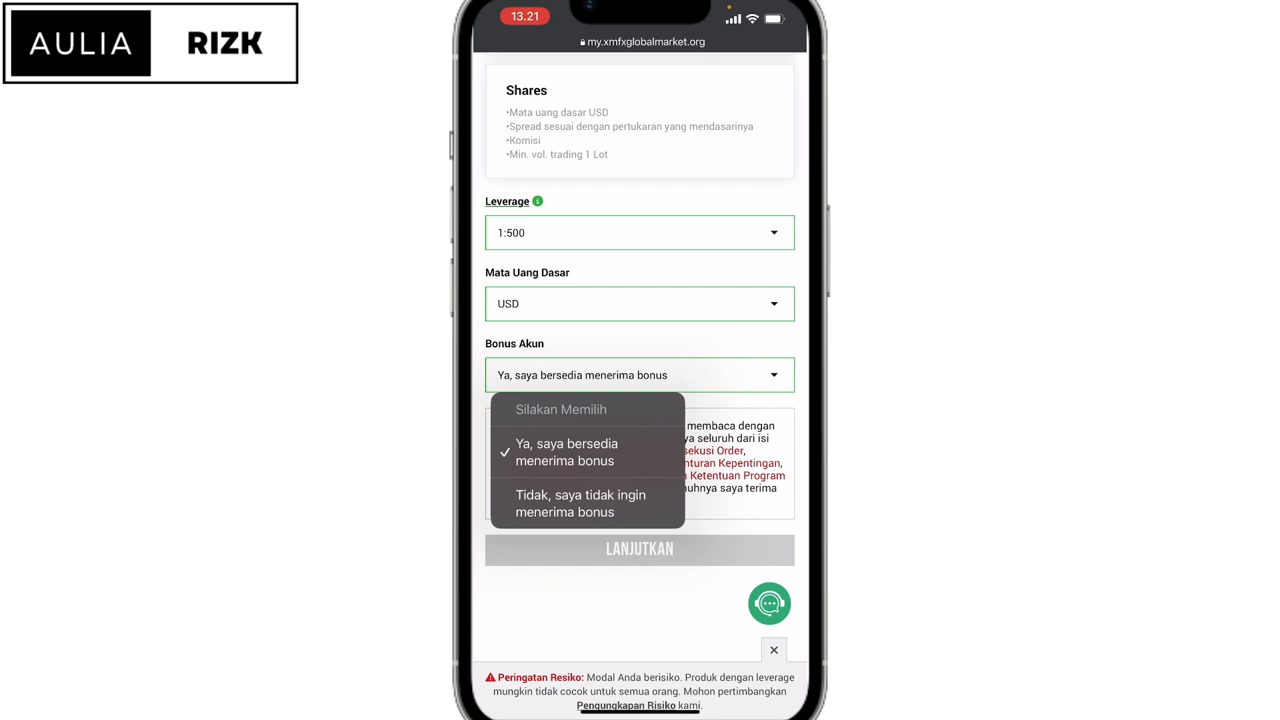 AULIA RIZK
13.21
my.xmfxglobalmarket.org
Shares
•Mata uang dasar USD
•Spread sesuai dengan pertukaran yang mendasarinya
•Komisi
•Min. vol. trading 1 Lot
Leverage
1:500
Mata Uang Dasar
USD
Bonus Akun
Ya, saya bersedia menerima bonus
Silakan Memilih
Ya, saya bersedia
menerima bonus
Tidak, saya tidak ingin
menerima bonus
membaca dengan
seluruh dari isi
Order,
Kepentingan,
Ketentuan Program
saya terima
LANJUTKAN
Peringatan Resiko: Modal Anda berisiko. Produk dengan leverage
mungkin tidak cocok untuk semua orang. Mohon pertimbangkan
Pengungkapan Risiko kami.